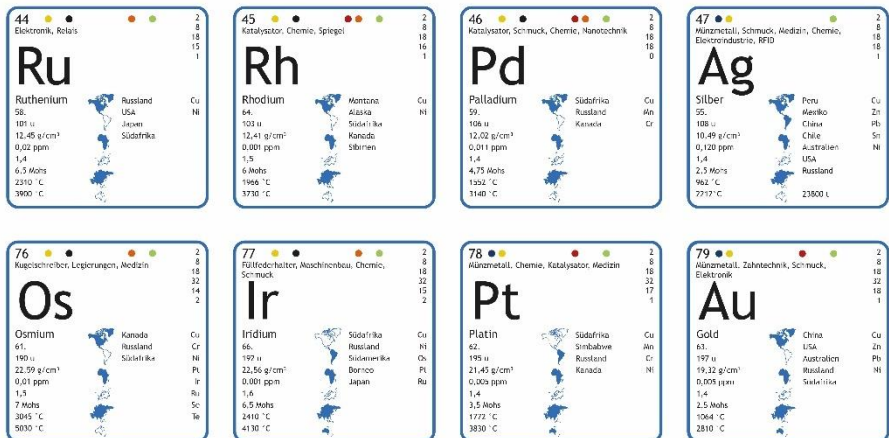 44
Elektronik, Relais
2
8
18
15
1
Ru
Ruthenium
58.
101 u
12,45 g/cm³
0,02 ppm
1,4
6,5 Mohs
2310 °C
3900 °C
Russland
USA
Japan
Südafrika
Cu
Ni
45
Katalysator, Chemie, Spiegel
2
8
18
16
1
Rh
Rhodium
64.
103 u
12,41 g/cm³
0,001 ppm
1,5
6 Mohs
1966 °C
3730 °C
Montana
Alaska
Südafrika
Kanada
Cu
Ni
46
Katalysator, Schmuck, Chemie, Nanotechnik
2
8
18
18
0
Pd
Palladium
59.
106 u
12,02 g/cm³
0,011 ppm
1,4
4,75 Mohs
1552 °C
3140 °C
Südafrika
Russland
Kanada
Cu
Mn
Cr
47
Münzmetall, Schmuck, Medizin, Chemie,
Elektroindustrie, RFID
2
8
18
18
1
Ag
Silber
55.
108 u
10,49 g/cm³
0,120 ppm
1,4
2,5 Mohs
962 °C
2212°C
Peru
Mexiko
China
Chile
Australien
USA
Russland
23800 t
Cu
Zn
Pb
Sn
Ni
76
Kugelschreiber, Legierungen, Medizin
2
8
18
32
14
2
Os
Osmium
61.
190 u
22,59 g/cm³
0,01 ppm
1,5
7 Mohs
3045 °C
5030 °C
Kanada
Russland
Südafrika
Cu
Cr
Ni
Pt
Ir
Ru
Se
Te
77
Füllfederhalter, Maschinenbau, Chemie,
Schmuck
2
8
18
32
15
2
Ir
Iridium
66.
192 u
22,56 g/cm³
0,001 ppm
1,6
6,5 Mohs
2410 °C
4130 °C
Südafrika
Russland
Südamerika
Borneo
Japan
Cu
Ni
Os
Pt
Ru
78
Münzmetall, Chemie, Katalysator, Medizin
2
8
18
32
17
1
Pt
Platin
62.
195 u
21,45 g/cm³
0,005 ppm
1,4
3,5 Mohs
1772 °C
3830 °C
Südafrika
Simbabwe
Russland
Kanada
Cu
Mn
Cr
Ni
79
Münzmetall, Zahntechnik, Schmuck,
Elektronik
2
8
18
32
18
1
Au
Gold
63.
197 u
19,32 g/cm³
0,005 ppm
1,4
2,5 Mohs
1064 °C
2810 °C
China
USA
Australien
Russland
Südafrika
Cu
Zn
Pb
Ni